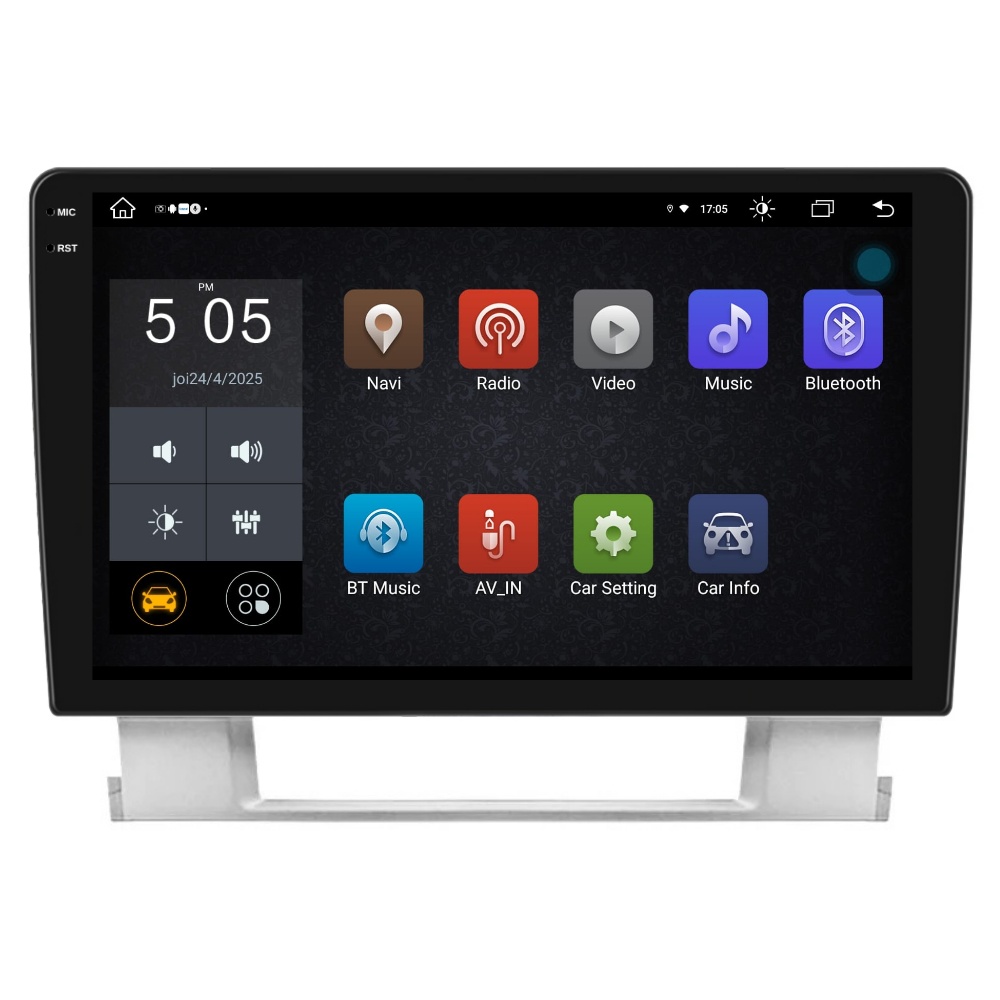 MIC
RST
17:05
PM
5 05
joi24/4/2025
Navi
Radio
Video
Music
Bluetooth
BT Music
AV_IN
Car Setting
Car Info